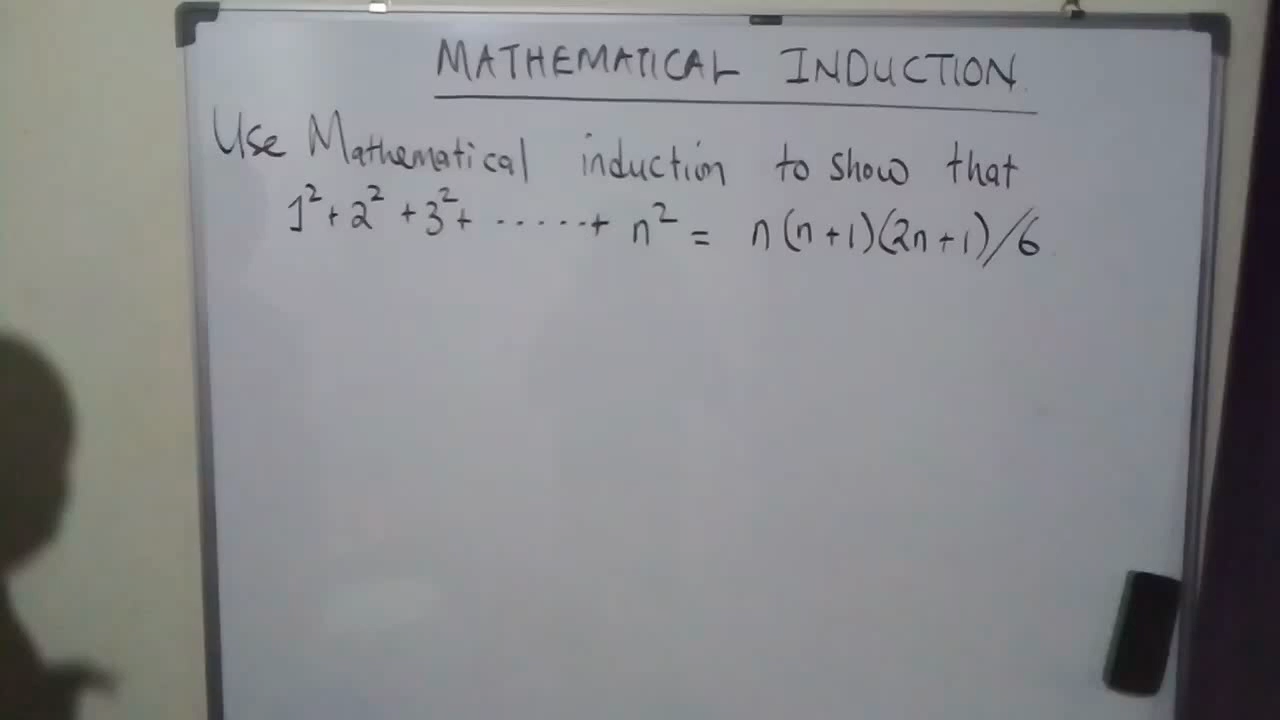 MATHEMATICAL INDUCTION.
Use Mathematical induction to show that
1² + 2² + 3² + ...... + n² = n(n+1)(2n+1)/6